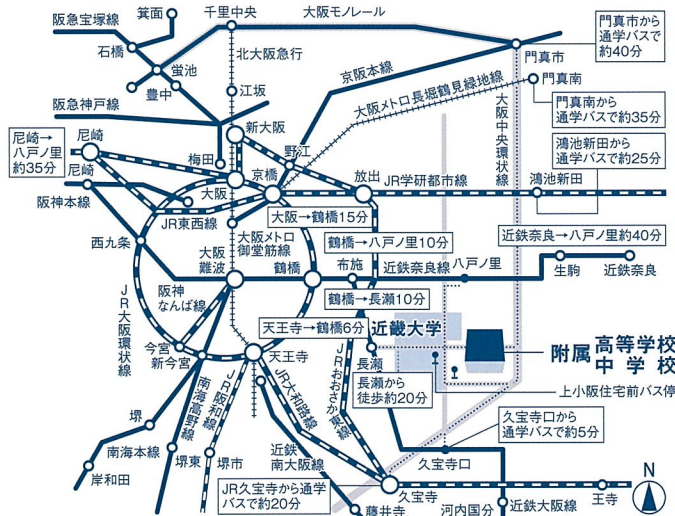 阪急宝塚線
箕面
千里中央
大阪モノレール
石橋
北大阪急行
門真市から
通学バスで
約40分
門真市
蛍池
豊中
京阪本線
大阪メトロ長堀鶴見緑地線
門真南
江坂
阪急神戸線
門真南から
通学バスで約35分
大阪中央環状線
新大阪
尼崎→
八戸ノ里
約35分
尼崎
野江
鴻池新田から
通学バスで約25分
梅田
京橋
放出
JR学研都市線
尼崎
大阪
鴻池新田
阪神本線
JR東西線
大阪→鶴橋15分
西九条
大阪メトロ
御堂筋線
鶴橋→八戸ノ里10分
近鉄奈良→八戸ノ里約40分
大阪
難波
鶴橋
布施
近鉄奈良線
八戸ノ里
生駒
近鉄奈良
阪神
なんば線
鶴橋→長瀬10分
JR大阪環状線
天王寺→鶴橋6分
近畿大学
附属 高等学校
中学校
今宮
新今宮
天王寺
長瀬
JRおおさか東線
長瀬から
徒歩約20分
上小阪住宅前バス停
JR大和路線
JR阪和線
南海高野線
堺
久宝寺口から
通学バスで約5分
南海本線
堺東
堺市
近鉄
南大阪線
久宝寺口
岸和田
JR久宝寺から通学
バスで約20分
久宝寺
藤井寺
河内国分
近鉄大阪線
王寺
N